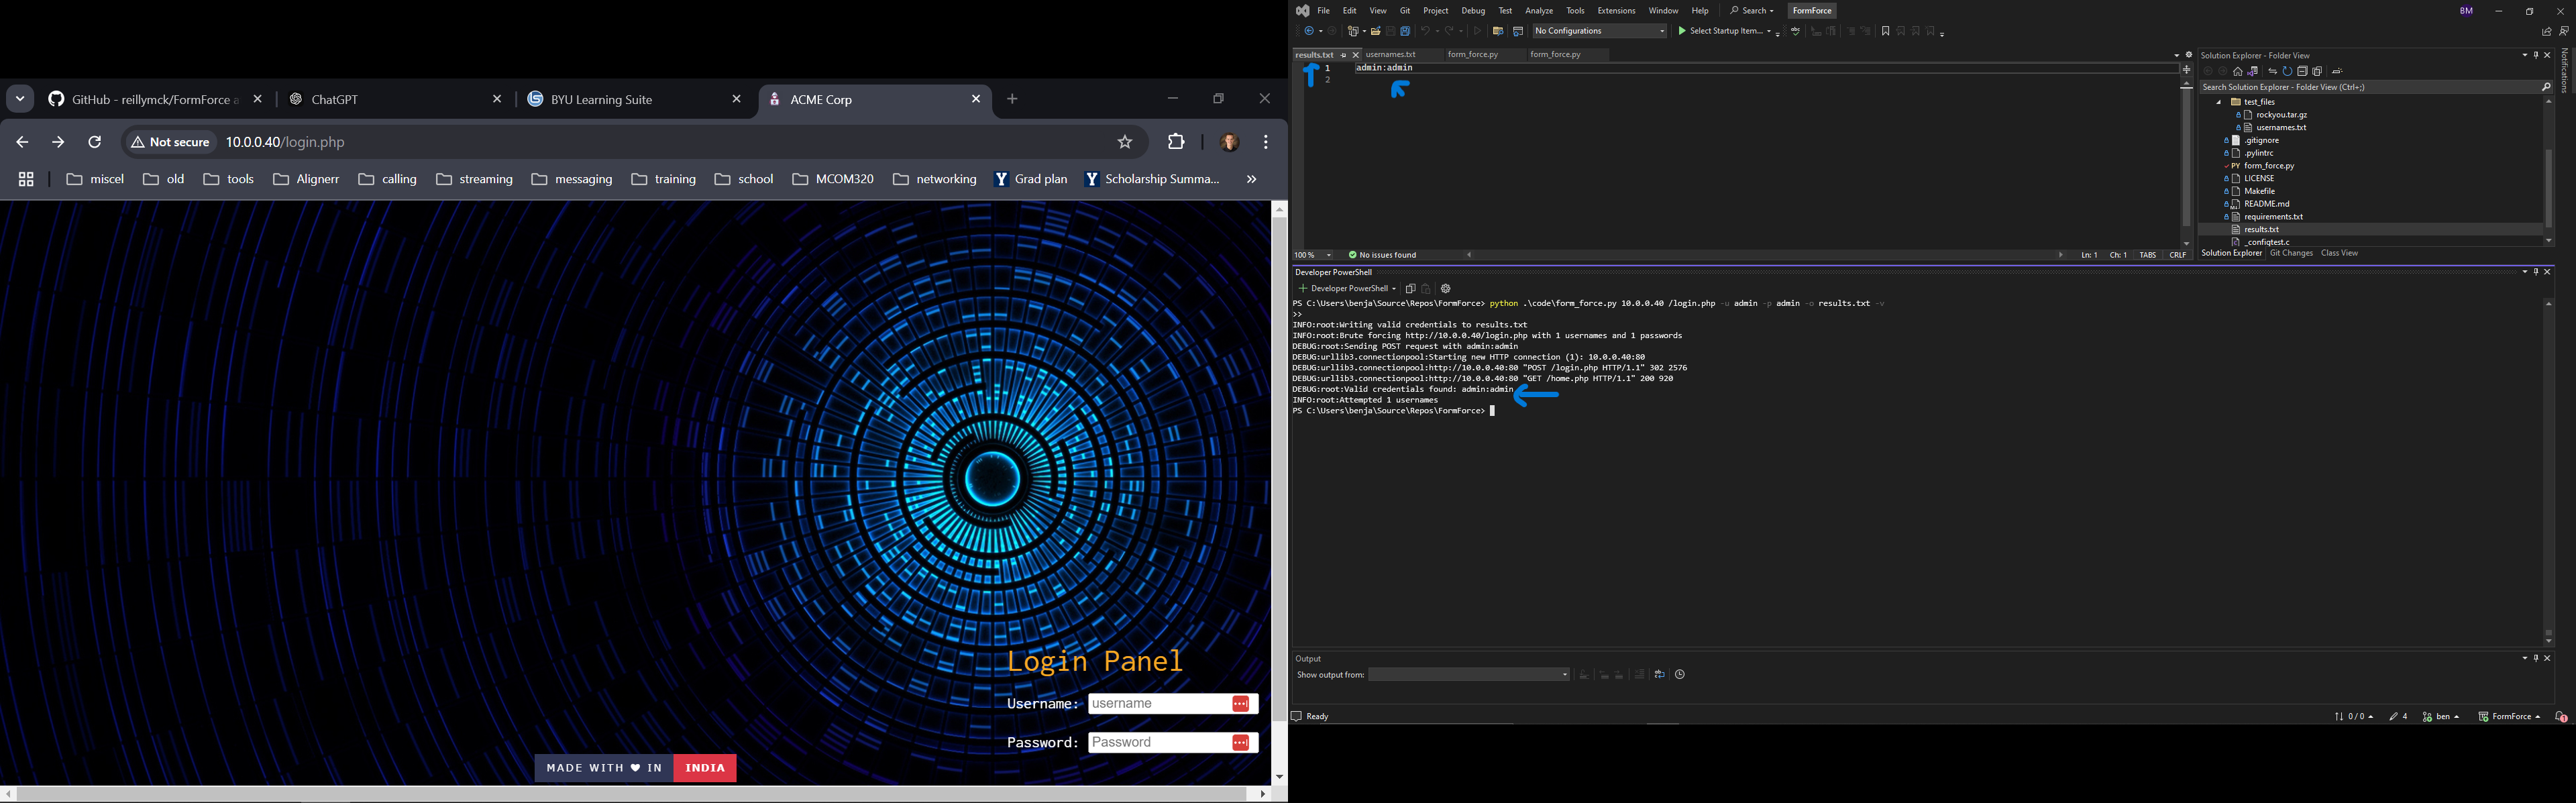 GitHub - reillymck/FormForce a
ChatGPT
BYU Learning Suite
ACME Corp
Not secure
10.0.0.40/login.php
miscel
old
tools
Alignerr
calling
streaming
messaging
training
school
MCOM320
networking
Grad plan
Scholarship Summa...
Login Panel
Username: username
Password: Password
MADE WITH ♥ IN INDIA
File Edit View Git Project Debug Test Analyze Tools Extensions Window Help Search FormForce BM
No Configurations Select Startup Item...
results.txt usernames.txt form_force.py form_force.py
1 admin:admin
2
100 % No issues found Ln: 1 Ch: 1 TABS CRLF
Solution Explorer - Folder View
Search Solution Explorer - Folder View (Ctrl+;)
test_files
rockyou.tar.gz
usernames.txt
.gitignore
.pylintrc
PY form_force.py
LICENSE
Makefile
README.md
requirements.txt
results.txt
_configtest.c
Solution Explorer Git Changes Class View
Notifications
Developer PowerShell
Developer PowerShell
PS C:\Users\benja\Source\Repos\FormForce> python .\code\form_force.py 10.0.0.40 /login.php -u admin -p admin -o results.txt -v
>>
INFO:root:Writing valid credentials to results.txt
INFO:root:Brute forcing http://10.0.0.40/login.php with 1 usernames and 1 passwords
DEBUG:root:Sending POST request with admin:admin
DEBUG:urllib3.connectionpool:Starting new HTTP connection (1): 10.0.0.40:80
DEBUG:urllib3.connectionpool:http://10.0.0.40:80 "POST /login.php HTTP/1.1" 302 2576
DEBUG:urllib3.connectionpool:http://10.0.0.40:80 "GET /home.php HTTP/1.1" 200 920
DEBUG:root:Valid credentials found: admin:admin
INFO:root:Attempted 1 usernames
PS C:\Users\benja\Source\Repos\FormForce>
Output
Show output from:
Ready
0 / 0 4 ben FormForce 1